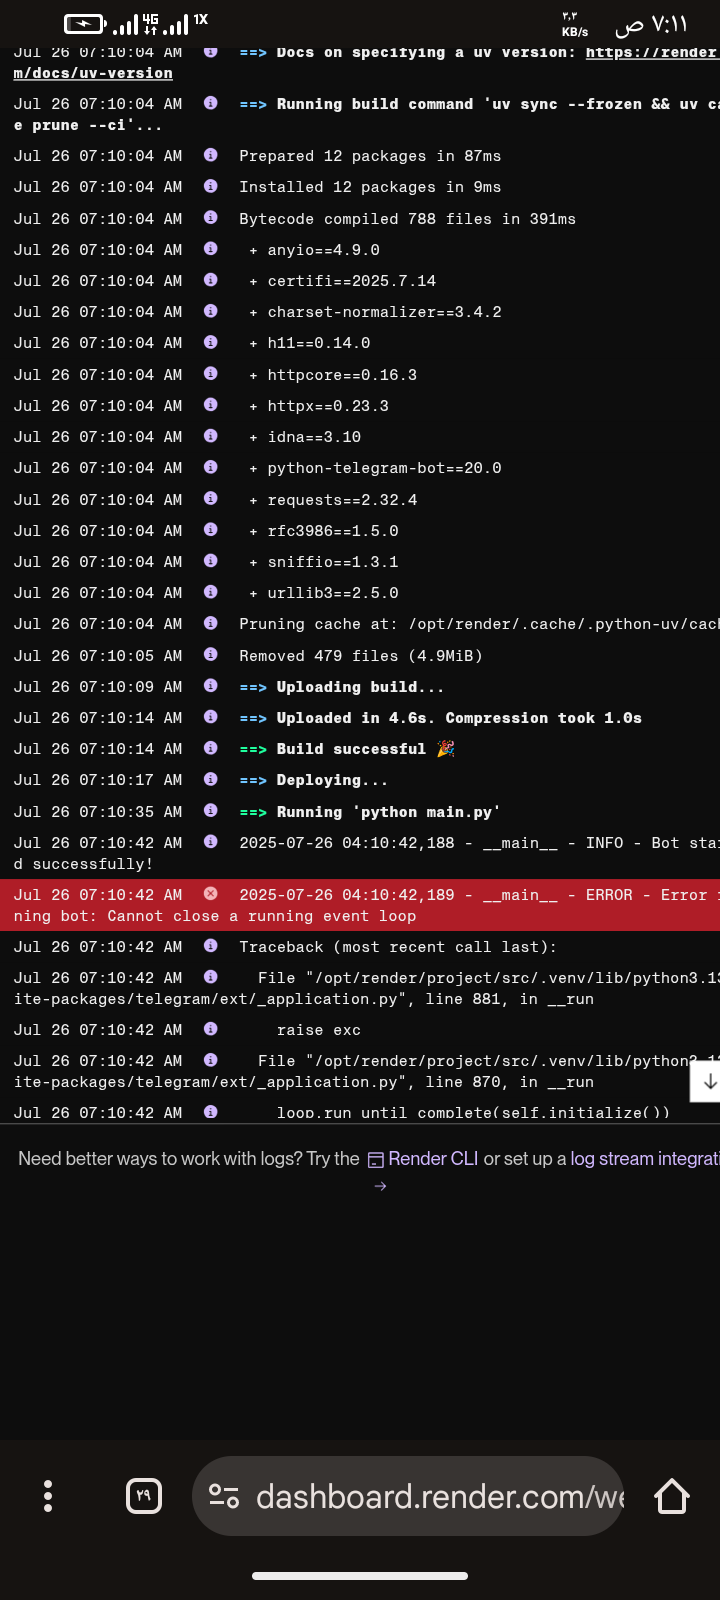 4G 1X ٣,٣ KB/s ٧:١١ ص
Jul 26 07:10:04 AM ==> Docs on specifying a uv version: https://render
m/docs/uv-version
Jul 26 07:10:04 AM ==> Running build command 'uv sync --frozen && uv ca
e prune --ci'...
Jul 26 07:10:04 AM Prepared 12 packages in 87ms
Jul 26 07:10:04 AM Installed 12 packages in 9ms
Jul 26 07:10:04 AM Bytecode compiled 788 files in 391ms
Jul 26 07:10:04 AM + anyio==4.9.0
Jul 26 07:10:04 AM + certifi==2025.7.14
Jul 26 07:10:04 AM + charset-normalizer==3.4.2
Jul 26 07:10:04 AM + h11==0.14.0
Jul 26 07:10:04 AM + httpcore==0.16.3
Jul 26 07:10:04 AM + httpx==0.23.3
Jul 26 07:10:04 AM + idna==3.10
Jul 26 07:10:04 AM + python-telegram-bot==20.0
Jul 26 07:10:04 AM + requests==2.32.4
Jul 26 07:10:04 AM + rfc3986==1.5.0
Jul 26 07:10:04 AM + sniffio==1.3.1
Jul 26 07:10:04 AM + urllib3==2.5.0
Jul 26 07:10:04 AM Pruning cache at: /opt/render/.cache/.python-uv/cach
Jul 26 07:10:05 AM Removed 479 files (4.9MiB)
Jul 26 07:10:09 AM ==> Uploading build...
Jul 26 07:10:14 AM ==> Uploaded in 4.6s. Compression took 1.0s
Jul 26 07:10:14 AM ==> Build successful 🎉
Jul 26 07:10:17 AM ==> Deploying...
Jul 26 07:10:35 AM ==> Running 'python main.py'
Jul 26 07:10:42 AM 2025-07-26 04:10:42,188 - __main__ - INFO - Bot sta
d successfully!
Jul 26 07:10:42 AM 2025-07-26 04:10:42,189 - __main__ - ERROR - Error r
ning bot: Cannot close a running event loop
Jul 26 07:10:42 AM Traceback (most recent call last):
Jul 26 07:10:42 AM File "/opt/render/project/src/.venv/lib/python3.13
ite-packages/telegram/ext/_application.py", line 881, in __run
Jul 26 07:10:42 AM raise exc
Jul 26 07:10:42 AM File "/opt/render/project/src/.venv/lib/python3.13
ite-packages/telegram/ext/_application.py", line 870, in __run
Jul 26 07:10:42 AM loop.run_until_complete(self.initialize())
Need better ways to work with logs? Try the Render CLI or set up a log stream integrati
→
٢٩ dashboard.render.com/we